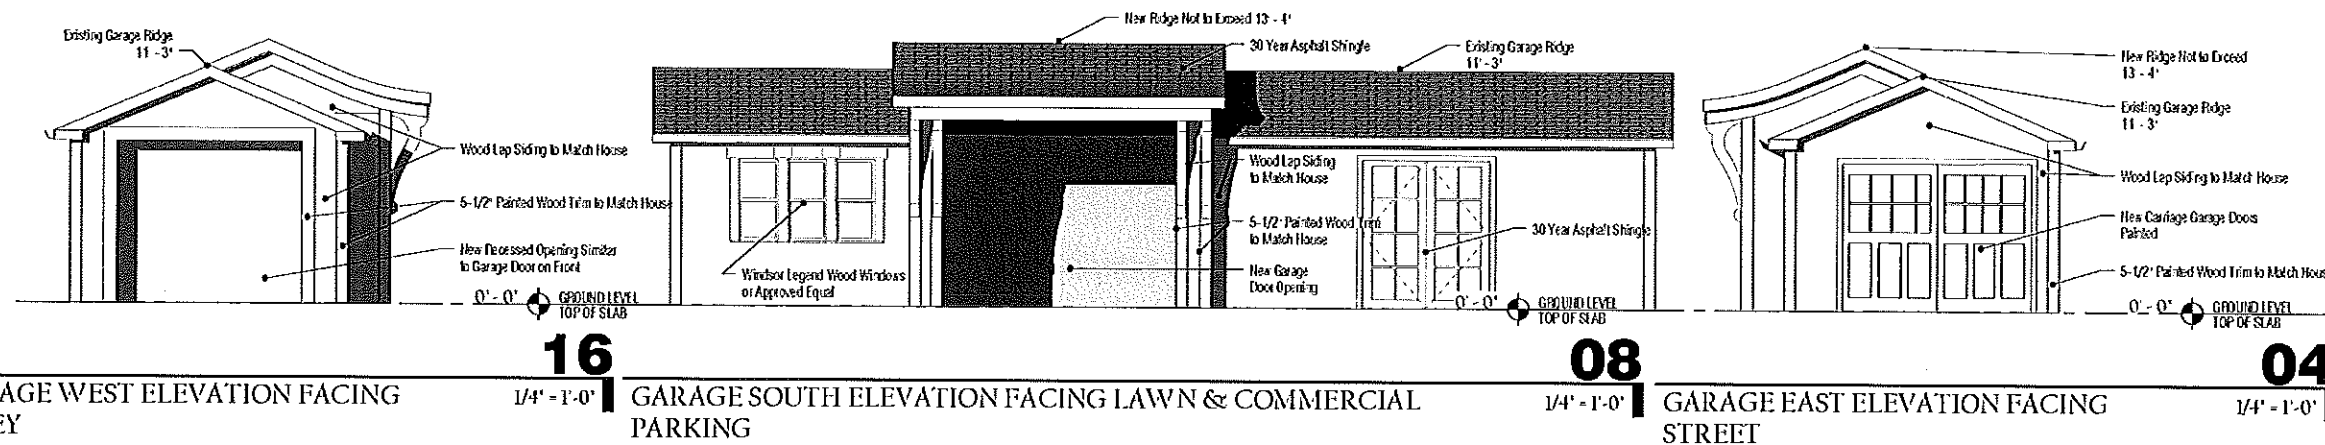 Existing Garage Ridge
11 - 3"
Wood Lap Siding to Match House
5-1/2" Painted Wood Trim to Match House
New Recessed Opening Similar
to Garage Door on Front
0' - 0"
GROUND LEVEL
TOP OF SLAB
16
AGE WEST ELEVATION FACING
EY
1/4" = 1'-0"
New Ridge Not to Exceed 13 - 4"
30 Year Asphalt Shingle
Existing Garage Ridge
11' - 3"
Wood Lap Siding
to Match House
5-1/2" Painted Wood Trim
to Match House
30 Year Asphalt Shingle
Windsor Legend Wood Windows
or Approved Equal
New Garage
Door Opening
0' - 0"
GROUND LEVEL
TOP OF SLAB
08
GARAGE SOUTH ELEVATION FACING LAWN & COMMERCIAL
PARKING
1/4" = 1'-0"
New Ridge Not to Exceed
13 - 4"
Existing Garage Ridge
11 - 3"
Wood Lap Siding to Match House
New Carriage Garage Doors
Painted
5-1/2" Painted Wood Trim to Match Hous
0' - 0"
GROUND LEVEL
TOP OF SLAB
04
GARAGE EAST ELEVATION FACING
STREET
1/4" = 1'-0"